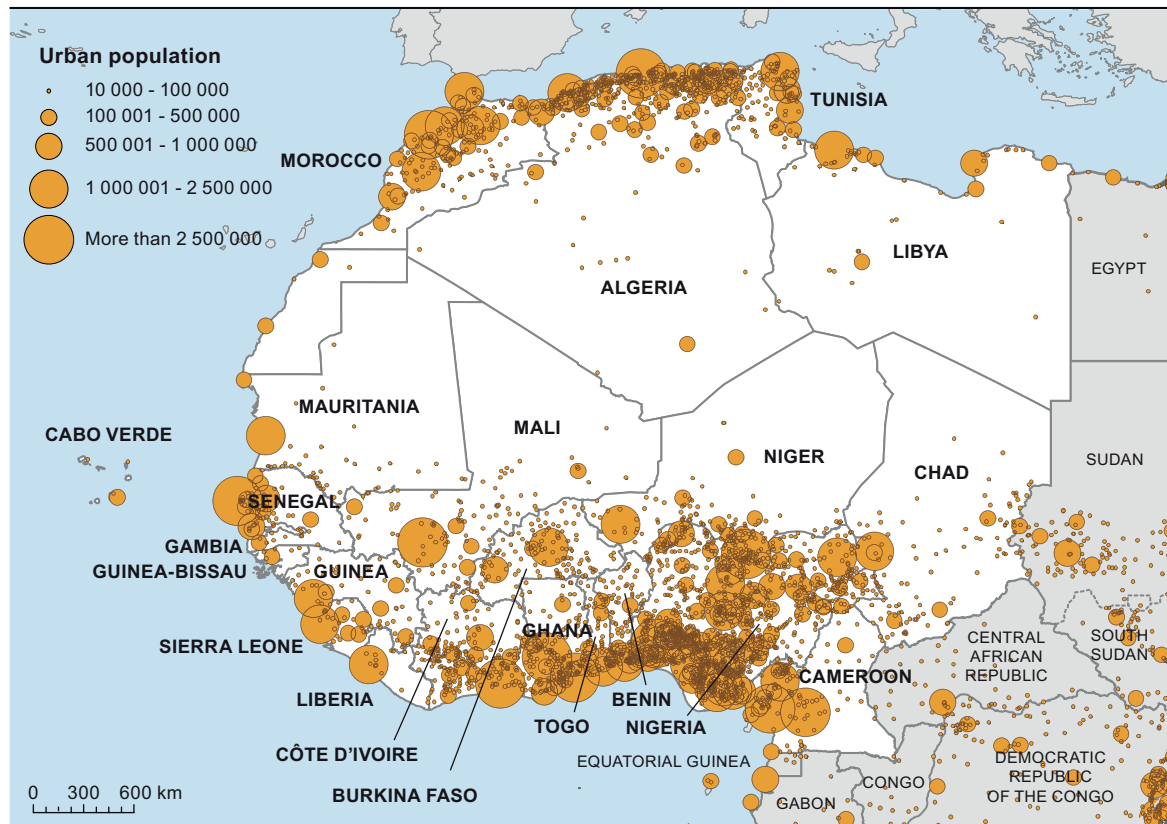 Urban population
10 000 - 100 000
100 001 - 500 000
500 001 - 1 000 000
1 000 001 - 2 500 000
More than 2 500 000
TUNISIA
MOROCCO
LIBYA
EGYPT
ALGERIA
MAURITANIA
MALI
CABO VERDE
NIGER
CHAD
SUDAN
SENEGAL
GAMBIA
GUINEA-BISSAU
GUINEA
SIERRA LEONE
GHANA
CENTRAL
AFRICAN
REPUBLIC
SOUTH
SUDAN
LIBERIA
BENIN
CAMEROON
TOGO
NIGERIA
CÔTE D'IVOIRE
EQUATORIAL GUINEA
BURKINA FASO
GABON
CONGO
DEMOCRATIC
REPUBLIC
OF THE CONGO
0 300 600 km